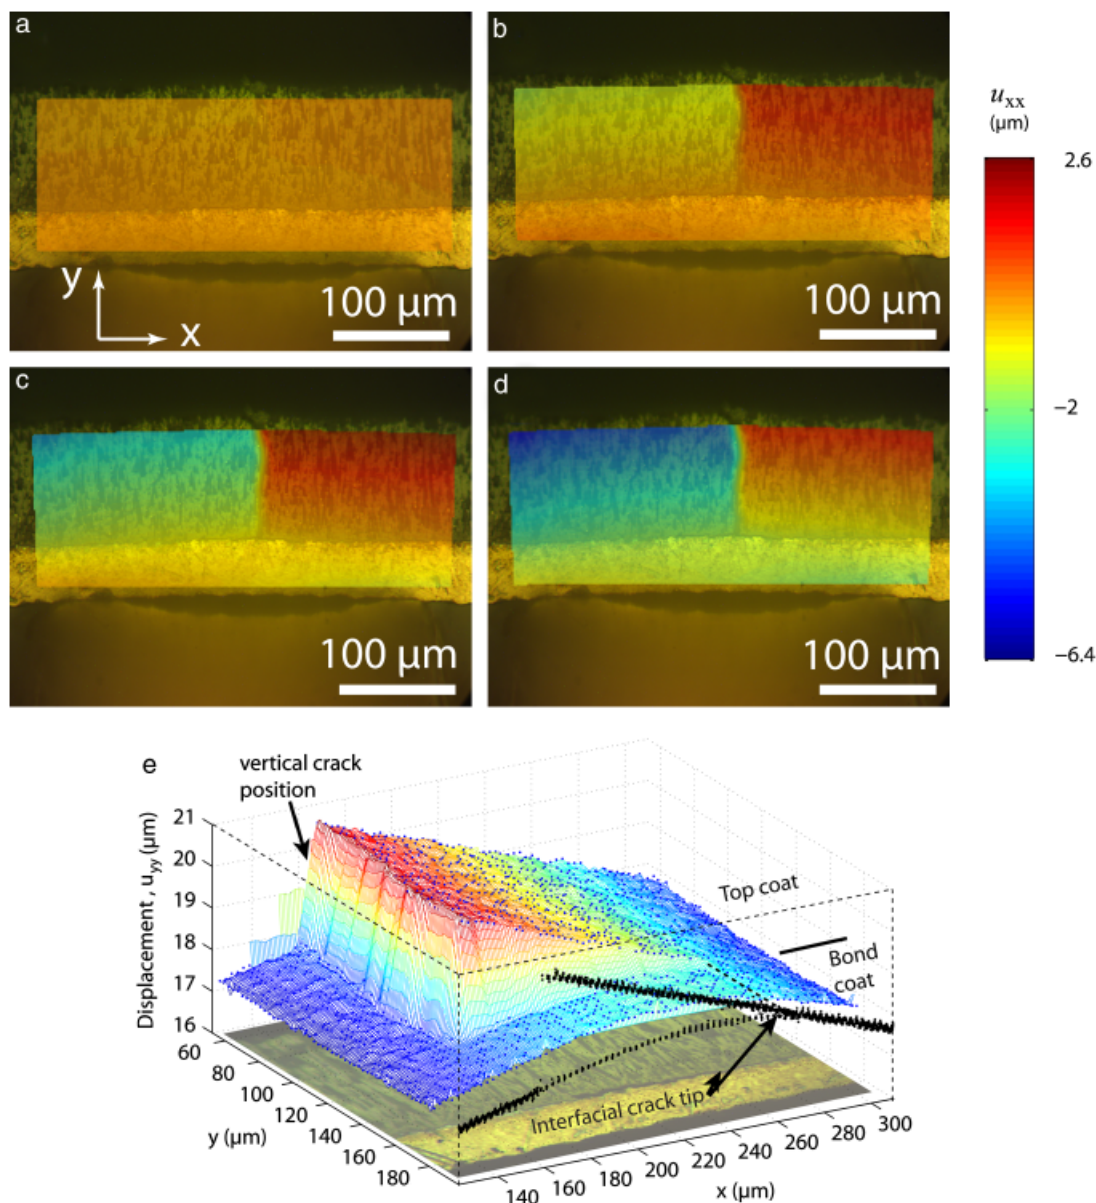 a
b
uxx
(μm)
2.6
−2
−6.4
y
x
100 μm
100 μm
c
d
100 μm
100 μm
e
vertical crack
position
Displacement , uyy (μm)
21
20
19
18
17
16
Top coat
Bond
coat
Interfacial crack tip
60
80
100
120
140
160
180
y (μm)
140
160
180
200
220
240
260
280
300
x (μm)